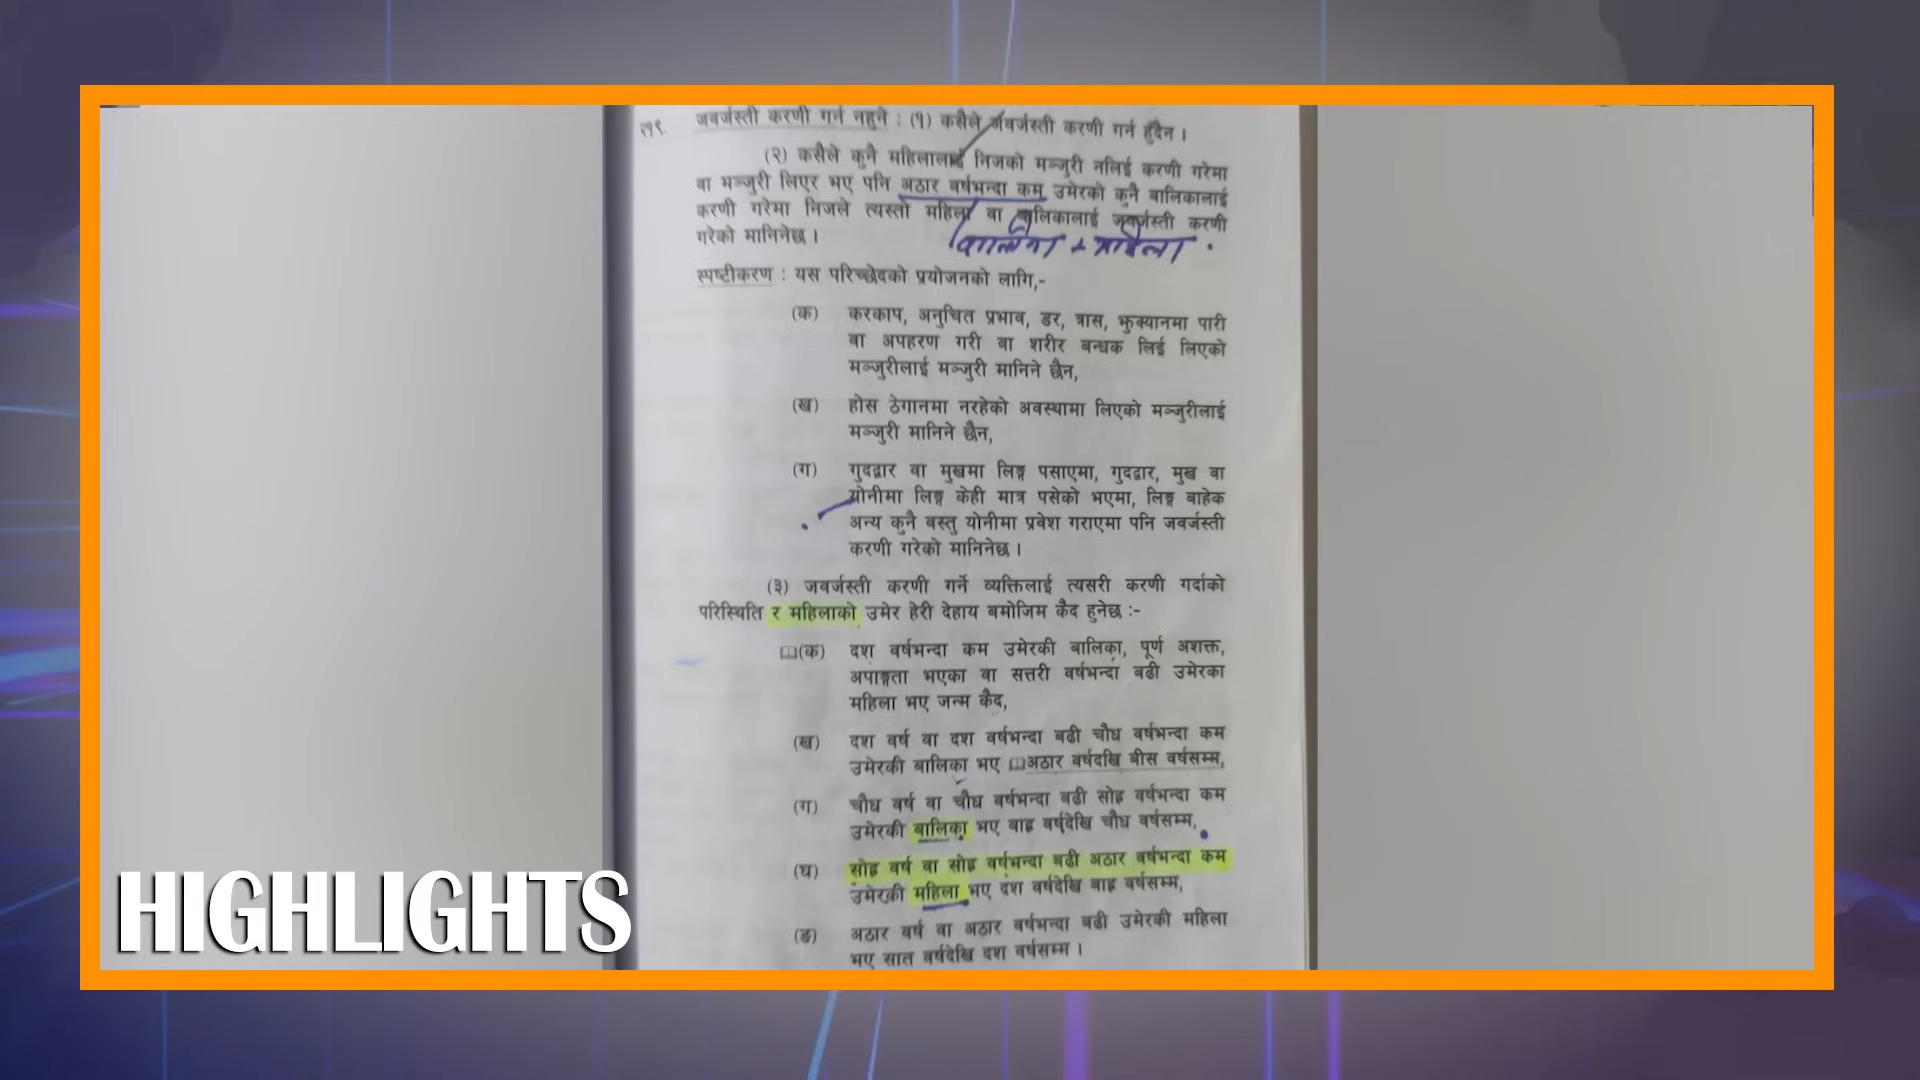 २१९. जवर्जस्ती करणी गर्न नहुने : (१) कसैले जवर्जस्ती करणी गर्न हुँदैन ।
(२) कसैले कुनै महिलालाई निजको मञ्जुरी नलिई करणी गरेमा
वा मञ्जुरी लिएर भए पनि अठार वर्षभन्दा कम उमेरको कुनै बालिकालाई
करणी गरेमा निजले त्यस्तो महिला वा बालिकालाई जवर्जस्ती करणी
गरेको मानिनेछ ।
बालिका + महिला
स्पष्टीकरण : यस परिच्छेदको प्रयोजनको लागि,-
(क) करकाप, अनुचित प्रभाव, डर, त्रास, झुक्यानमा पारी
वा अपहरण गरी वा शरीर बन्धक लिई लिएको
मञ्जुरीलाई मञ्जुरी मानिने छैन,
(ख) होस ठेगानमा नरहेको अवस्थामा लिएको मञ्जुरीलाई
मञ्जुरी मानिने छैन,
(ग) गुदद्वार वा मुखमा लिङ्ग पसाएमा, गुदद्वार, मुख वा
योनीमा लिङ्ग केही मात्र पसेको भएमा, लिङ्ग बाहेक
अन्य कुनै वस्तु योनीमा प्रवेश गराएमा पनि जवर्जस्ती
करणी गरेको मानिनेछ ।
(३) जवर्जस्ती करणी गर्ने व्यक्तिलाई त्यसरी करणी गर्दाको
परिस्थिति र महिलाको उमेर हेरी देहाय बमोजिम कैद हुनेछ :-
(क) दश वर्षभन्दा कम उमेरकी बालिका, पूर्ण अशक्त,
अपाङ्गता भएका वा सत्तरी वर्षभन्दा बढी उमेरका
महिला भए जन्म कैद,
(ख) दश वर्ष वा दश वर्षभन्दा बढी चौध वर्षभन्दा कम
उमेरकी बालिका भए अठार वर्षदखि बीस वर्षसम्म,
(ग) चौध वर्ष वा चौध वर्षभन्दा बढी सोह्र वर्षभन्दा कम
उमेरकी बालिका भए बाह्र वर्षदेखि चौध वर्षसम्म,
(घ) सोह्र वर्ष वा सोह्र वर्षभन्दा बढी अठार वर्षभन्दा कम
उमेरकी महिला भए दश वर्षदेखि बाह्र वर्षसम्म,
(ङ) अठार वर्ष वा अठार वर्षभन्दा बढी उमेरकी महिला
भए सात वर्षदेखि दश वर्षसम्म ।
HIGHLIGHTS